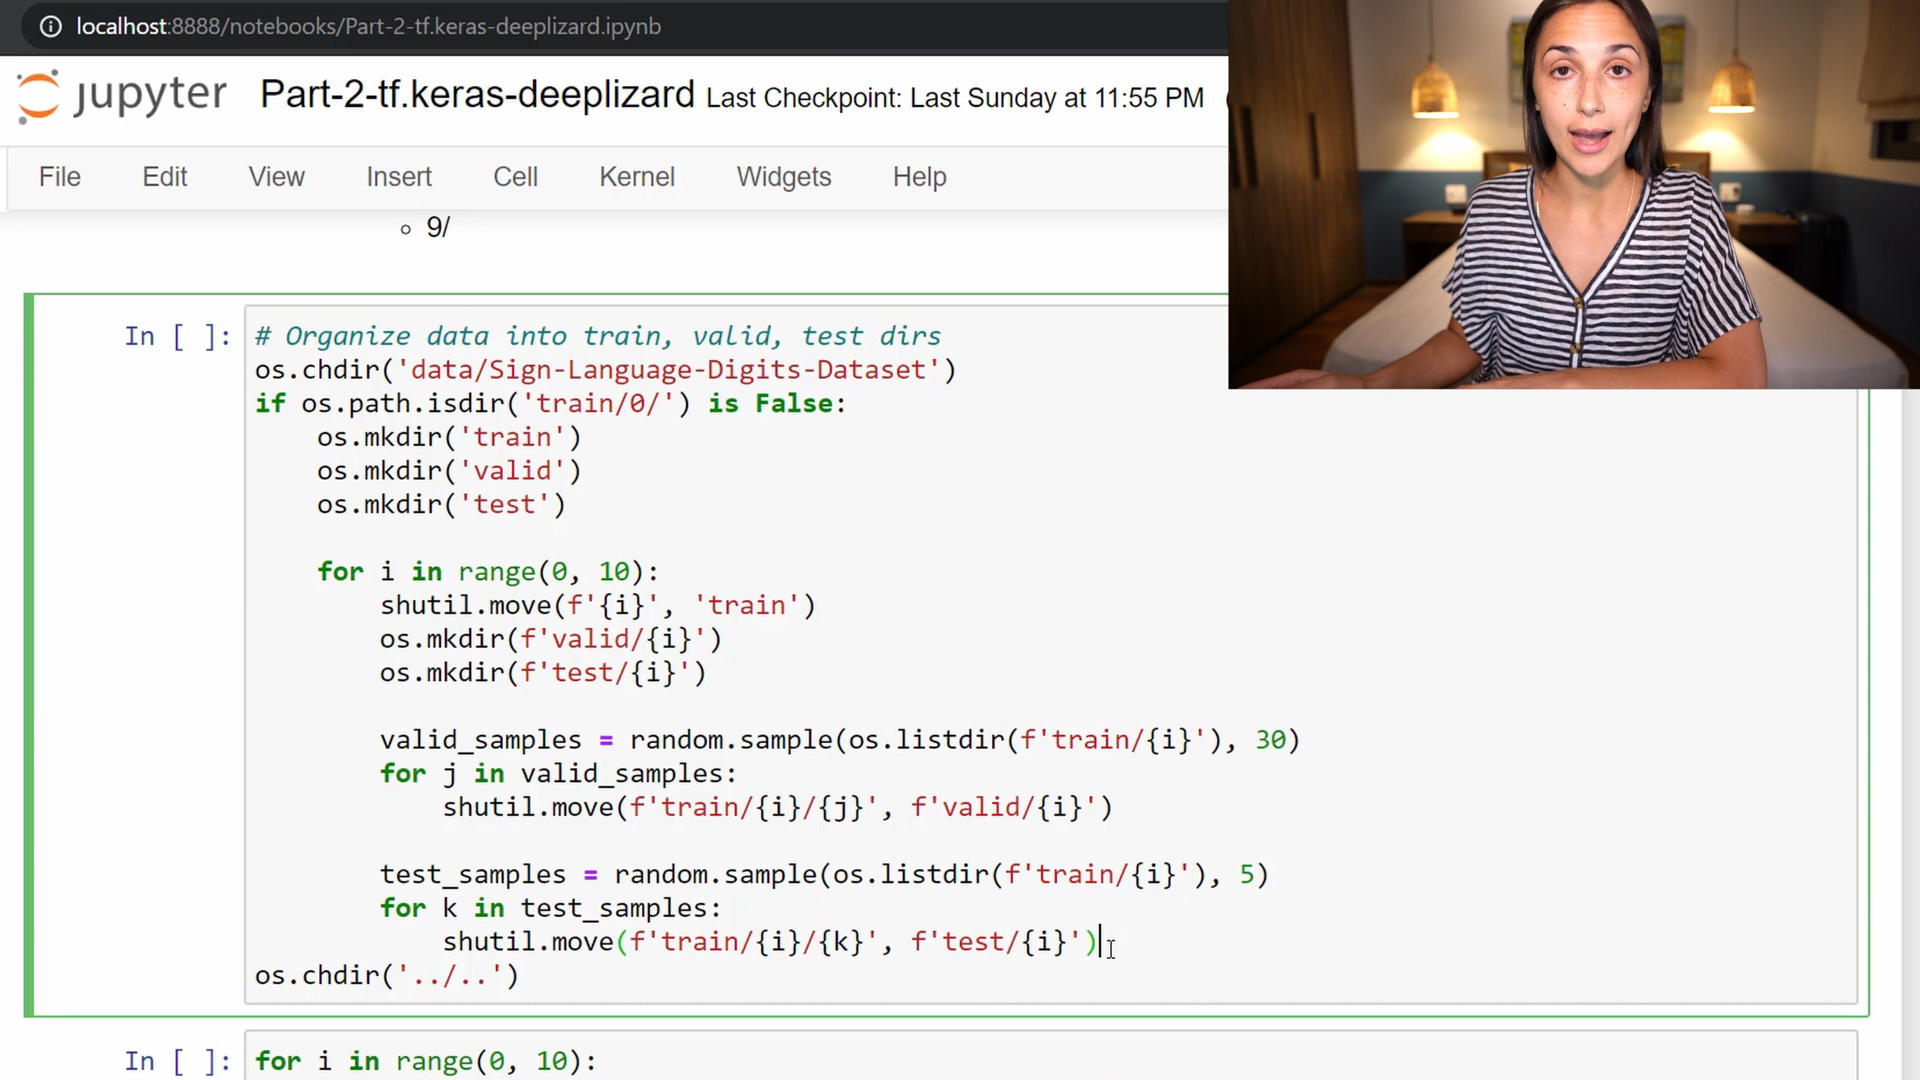 localhost:8888/notebooks/Part-2-tf.keras-deeplizard.ipynb
jupyter Part-2-tf.keras-deeplizard Last Checkpoint: Last Sunday at 11:55 PM
File Edit View Insert Cell Kernel Widgets Help
◦ 9/
In [ ]: # Organize data into train, valid, test dirs
os.chdir('data/Sign-Language-Digits-Dataset')
if os.path.isdir('train/0/') is False:
    os.mkdir('train')
    os.mkdir('valid')
    os.mkdir('test')
    for i in range(0, 10):
        shutil.move(f'{i}', 'train')
        os.mkdir(f'valid/{i}')
        os.mkdir(f'test/{i}')
        valid_samples = random.sample(os.listdir(f'train/{i}'), 30)
        for j in valid_samples:
            shutil.move(f'train/{i}/{j}', f'valid/{i}')
        test_samples = random.sample(os.listdir(f'train/{i}'), 5)
        for k in test_samples:
            shutil.move(f'train/{i}/{k}', f'test/{i}')
os.chdir('../..')
In [ ]: for i in range(0, 10):